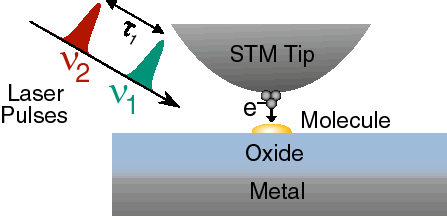 τ₁
ν₂
ν₁
Laser
Pulses
STM Tip
e⁻
Molecule
Oxide
Metal